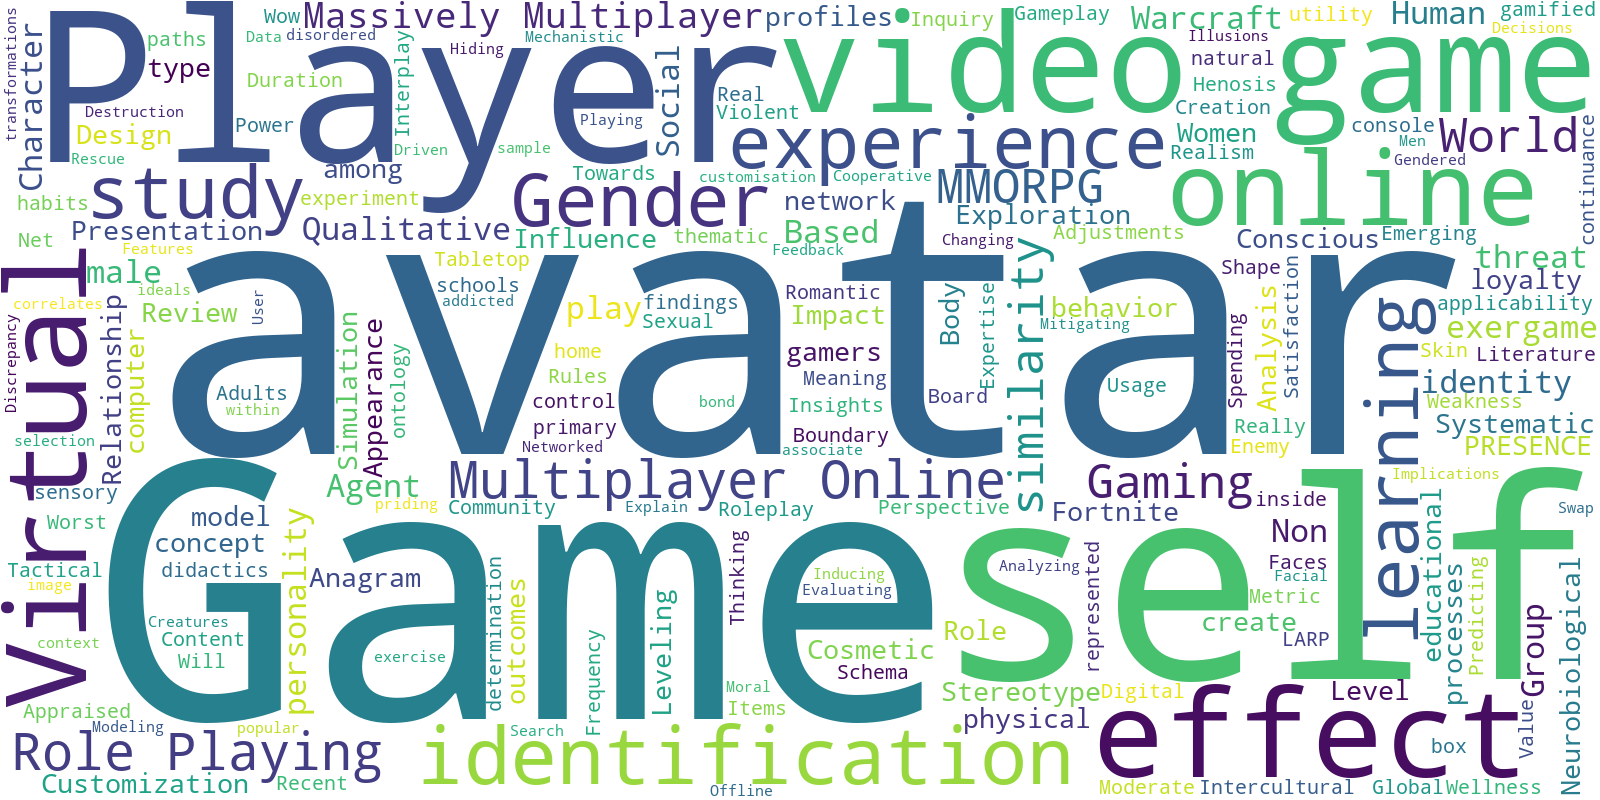 transformations
Wow
Massively
Multiplayer
profiles
Inquiry
Gameplay
Warcraft
utility
Human
gamified
Decisions
Character
paths
type
Data
disordered
Hiding
Mechanistic
Interplay
Social
Illusions
natural
Player
video
game
Duration
Destruction
Design
Power
Rescue
Real
Violent
Playing
Driven
sample
Henosis
Creation
Women
Realism
console
Men
Gendered
World
continuance
experience
among
Towards
customisation
Cooperative
study
habits
experiment
Gender
network
MMORPG
Exploration
online
Net
Presentation
Features
Qualitative
Influence
thematic
Based
Feedback
Changing
Adjustments
Conscious
Emerging
threat
male
correlates
ideals
Review
User
Tabletop
schools
addicted
play
findings
Sexual
Romantic
Impact
Body
Expertise
similarity
behavior
Mitigating
Shape
Satisfaction
loyalty
applicability
exergame
avatar
Virtual
Discrepancy
Relationship
computer
Adults
within
Simulation
Appearance
ontology
home
Rules
control
primary
Networked
bond
gamers
Meaning
Insights
Boundary
associate
Board
Usage
Spending
Analysis
Really
Enemy
learning
Skin
Literature
identity
Weakness
Systematic
PRESENCE
selection
sensory
Worst
model
concept
Agent
priding
Multiplayer Online
Community
Explain
Roleplay
Perspective
Gaming
Fortnite
inside
Non
Implications
Swap
Tactical
image
didactics
personality
Anagram
Game
self
determination
outcomes
Thinking
Inducing
Evaluating
Analyzing
represented
Faces
Facial
Metric
create
LARP
educational
processes
Predicting
Neurobiological
context
Creatures
Content
Will
exercise
Frequency
Leveling
Cosmetic
Schema
Role
Group
Value
Appraised
Modeling
popular
Moral
Items
Search
Stereotype
Digital
physical
Level
effect
box
Role Playing
Customization
Recent
identification
Offline
Moderate
Intercultural
Global
Wellness